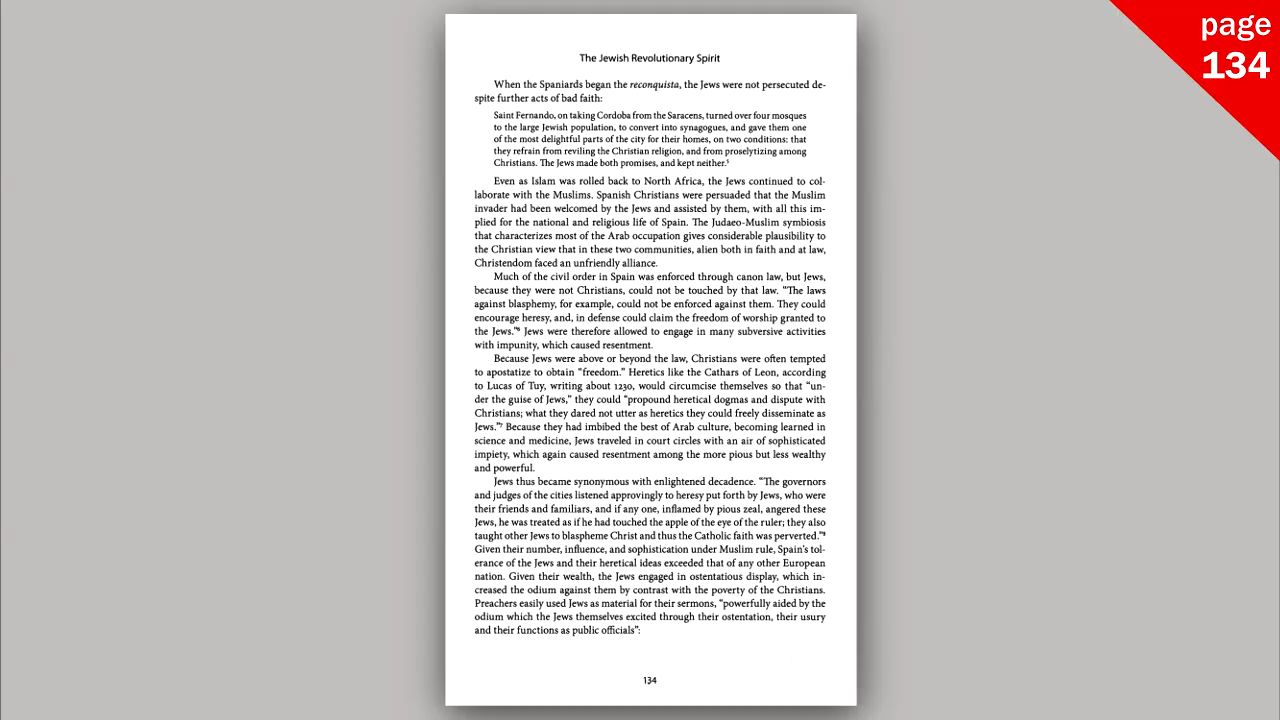 page
134
The Jewish Revolutionary Spirit
When the Spaniards began the reconquista, the Jews were not persecuted de-
spite further acts of bad faith:
Saint Fernando, on taking Cordoba from the Saracens, turned over four mosques
to the large Jewish population, to convert into synagogues, and gave them one
of the most delightful parts of the city for their homes, on two conditions: that
they refrain from reviling the Christian religion, and from proselytizing among
Christians. The Jews made both promises, and kept neither.⁵
Even as Islam was rolled back to North Africa, the Jews continued to col-
laborate with the Muslims. Spanish Christians were persuaded that the Muslim
invader had been welcomed by the Jews and assisted by them, with all this im-
plied for the national and religious life of Spain. The Judaeo-Muslim symbiosis
that characterizes most of the Arab occupation gives considerable plausibility to
the Christian view that in these two communities, alien both in faith and at law,
Christendom faced an unfriendly alliance.
Much of the civil order in Spain was enforced through canon law, but Jews,
because they were not Christians, could not be touched by that law. “The laws
against blasphemy, for example, could not be enforced against them. They could
encourage heresy, and, in defense could claim the freedom of worship granted to
the Jews.”⁶ Jews were therefore allowed to engage in many subversive activities
with impunity, which caused resentment.
Because Jews were above or beyond the law, Christians were often tempted
to apostatize to obtain “freedom.” Heretics like the Cathars of Leon, according
to Lucas of Tuy, writing about 1230, would circumcise themselves so that “un-
der the guise of Jews,” they could “propound heretical dogmas and dispute with
Christians; what they dared not utter as heretics they could freely disseminate as
Jews.”⁷ Because they had imbibed the best of Arab culture, becoming learned in
science and medicine, Jews traveled in court circles with an air of sophisticated
impiety, which again caused resentment among the more pious but less wealthy
and powerful.
Jews thus became synonymous with enlightened decadence. “The governors
and judges of the cities listened approvingly to heresy put forth by Jews, who were
their friends and familiars, and if any one, inflamed by pious zeal, angered these
Jews, he was treated as if he had touched the apple of the eye of the ruler; they also
taught other Jews to blaspheme Christ and thus the Catholic faith was perverted.”⁸
Given their number, influence, and sophistication under Muslim rule, Spain’s tol-
erance of the Jews and their heretical ideas exceeded that of any other European
nation. Given their wealth, the Jews engaged in ostentatious display, which in-
creased the odium against them by contrast with the poverty of the Christians.
Preachers easily used Jews as material for their sermons, “powerfully aided by the
odium which the Jews themselves excited through their ostentation, their usury
and their functions as public officials”:
134